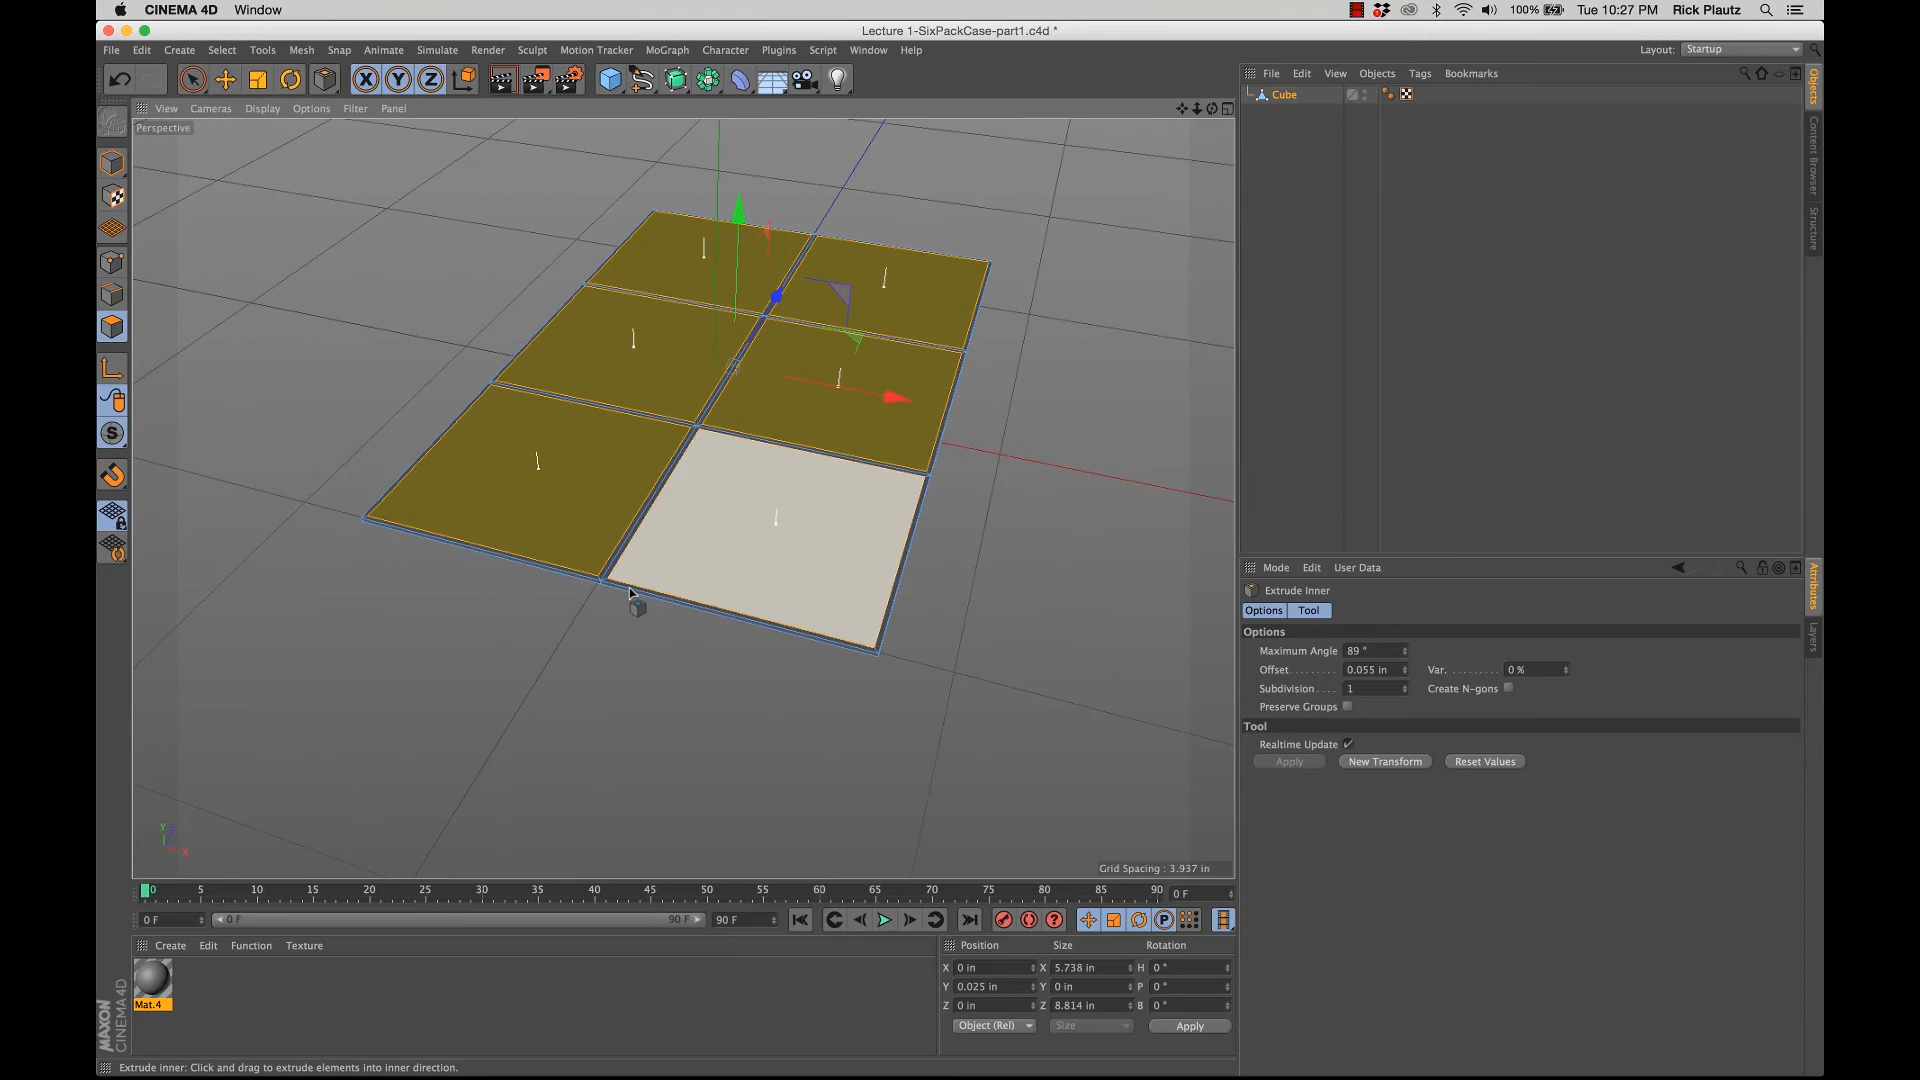 CINEMA 4D Window 100% Tue 10:27 PM Rick Plautz
Lecture 1-SixPackCase-part1.c4d *
File Edit Create Select Tools Mesh Snap Animate Simulate Render Sculpt Motion Tracker MoGraph Character Plugins Script Window Help Layout: Startup
X Y Z
File Edit View Objects Tags Bookmarks
View Cameras Display Options Filter Panel
Cube
Perspective
Objects
Content Browser
Structure
S
Mode Edit User Data
Extrude Inner
Options Tool
Options
Maximum Angle 89 °
Offset 0.055 in Var. 0 %
Subdivision 1 Create N-gons
Preserve Groups
Tool
Realtime Update
Apply New Transform Reset Values
Attributes
Layers
Y Z
X
Grid Spacing : 3.937 in
0 5 10 15 20 25 30 35 40 45 50 55 60 65 70 75 80 85 90 0 F
0 F 0 F 90 F 90 F P
Create Edit Function Texture
Mat.4
Position Size Rotation
X 0 in X 5.738 in H 0 °
Y 0.025 in Y 0 in P 0 °
Z 0 in Z 8.814 in B 0 °
Object (Rel) Size Apply
MAXON
CINEMA 4D
Extrude inner: Click and drag to extrude elements into inner direction.